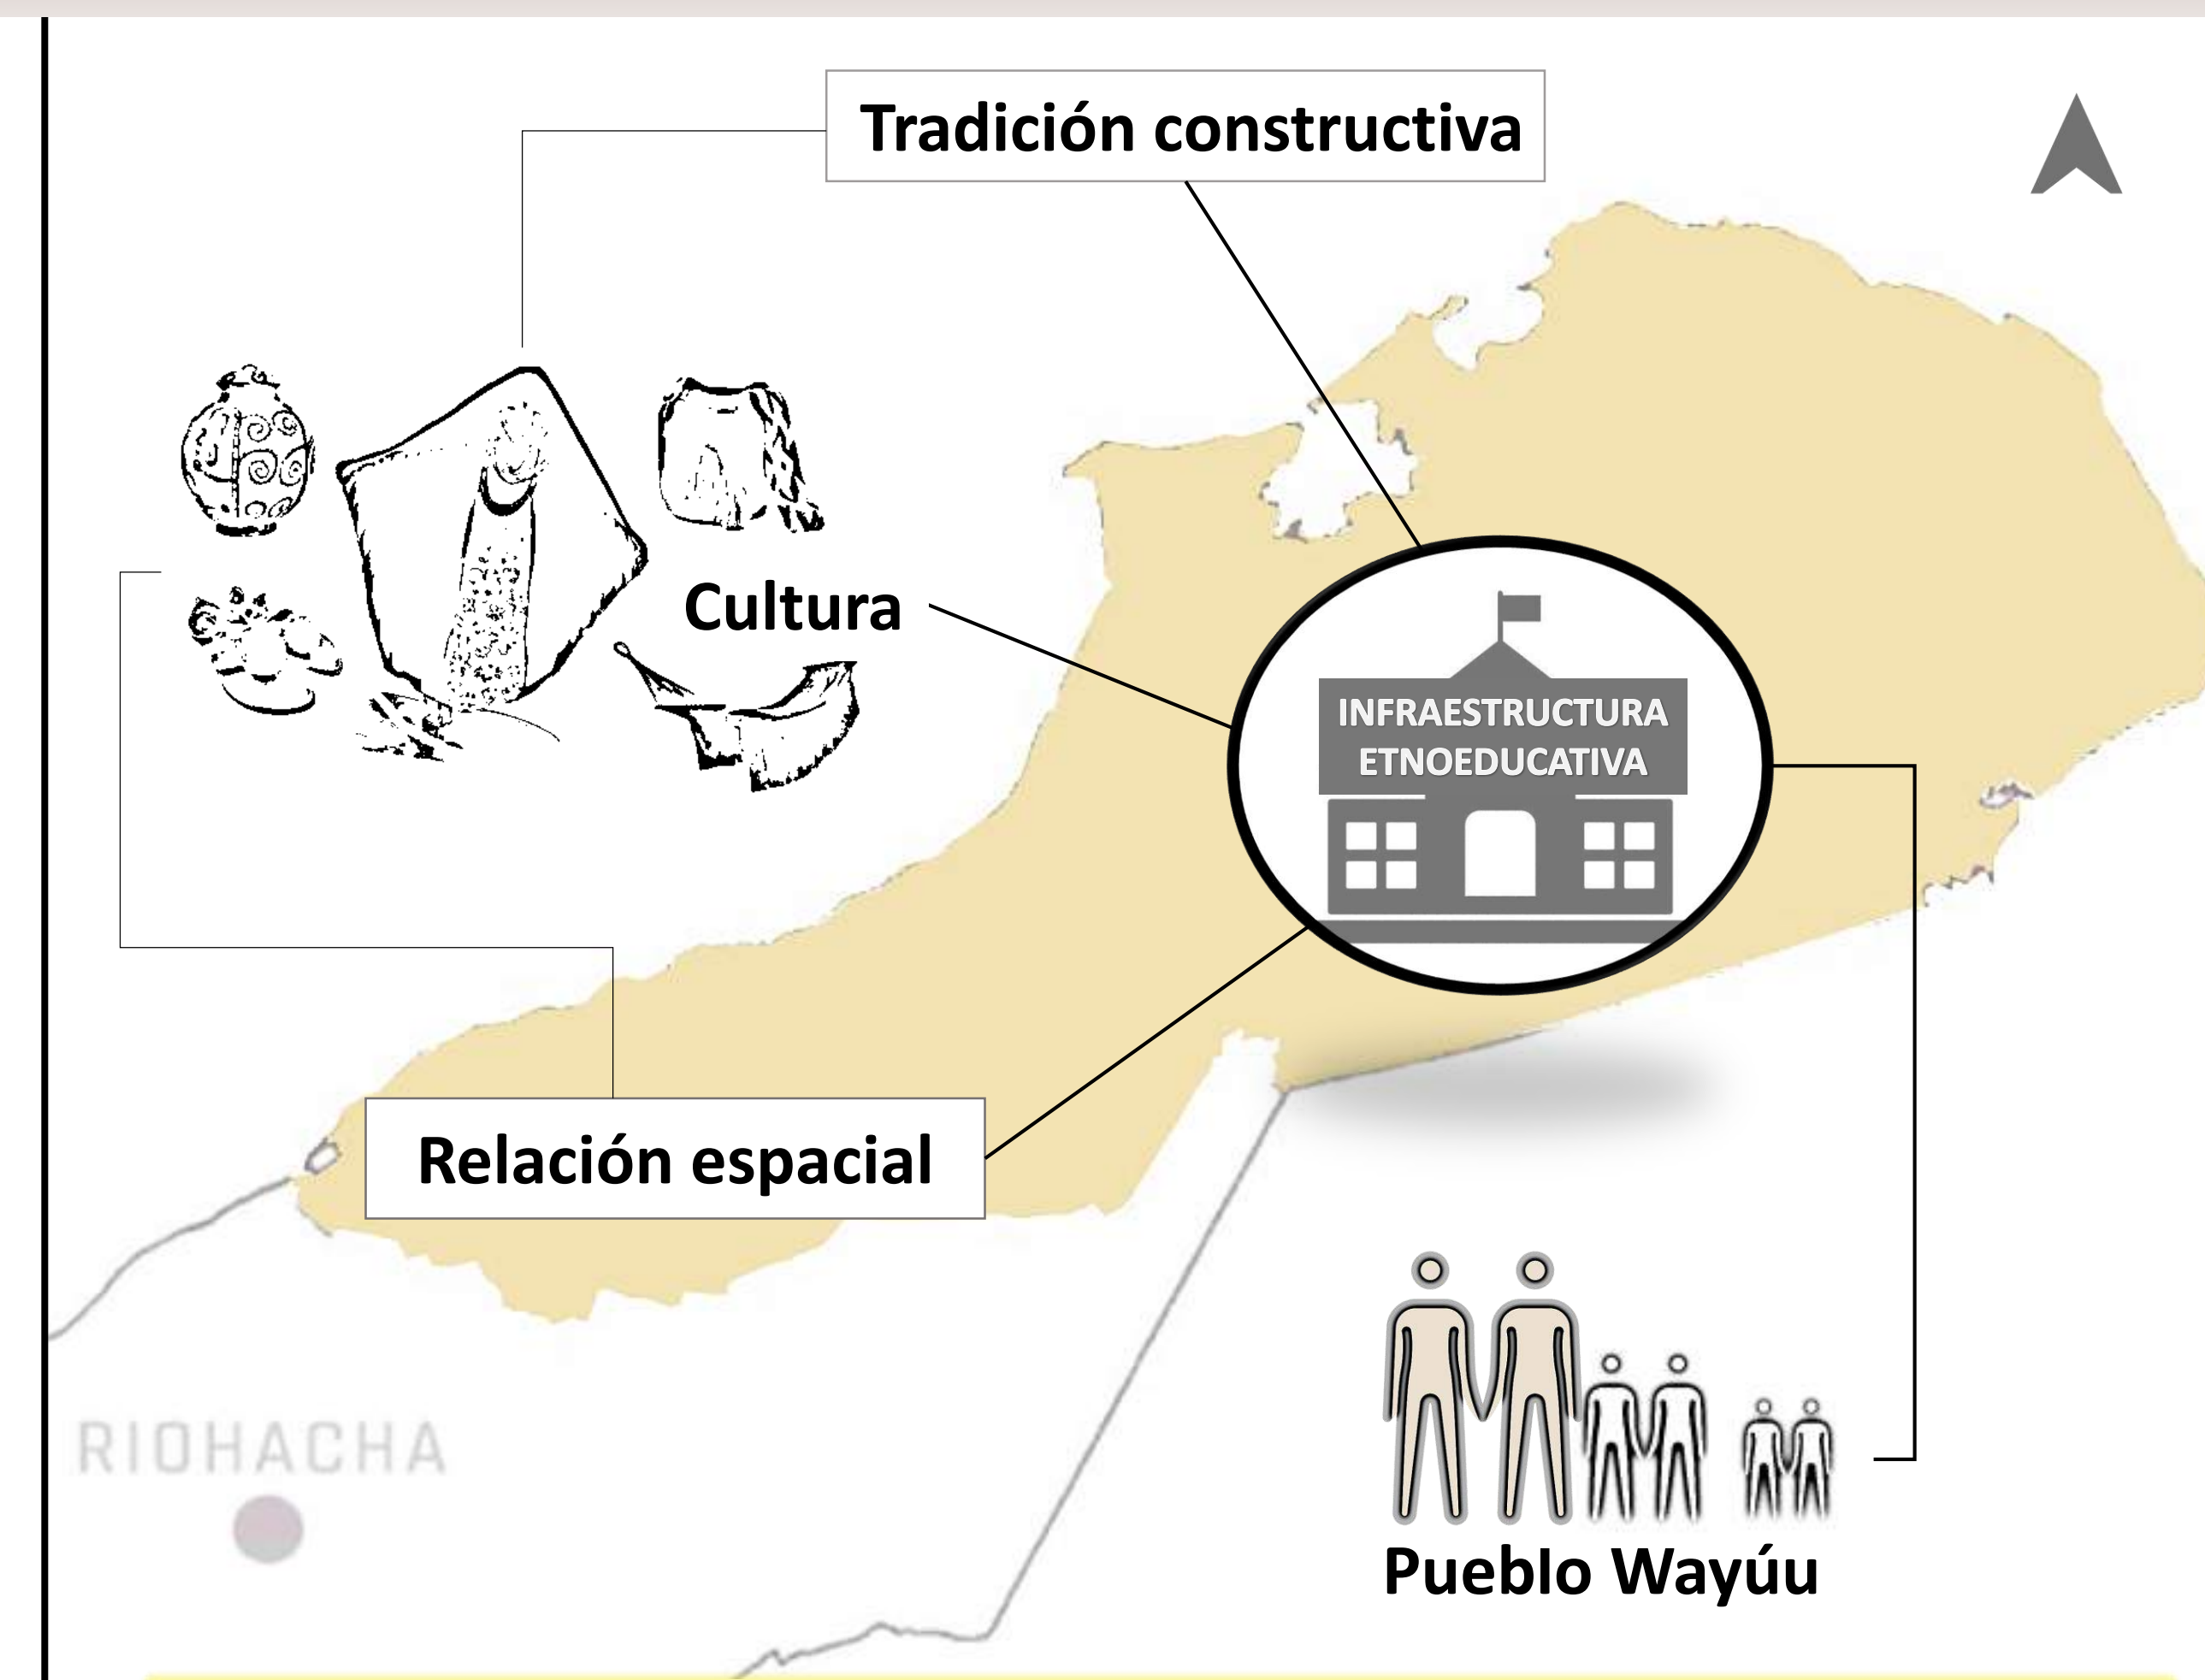 Tradición constructiva
Cultura
INFRAESTRUCTURA
ETNOEDUCATIVA
Relación espacial
RIOHACHA
Pueblo Wayúu